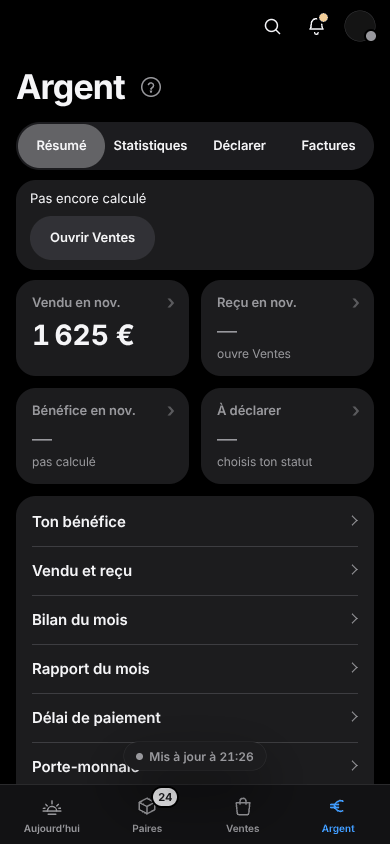 Argent
Résumé
Statistiques
Déclarer
Factures
Pas encore calculé
Ouvrir Ventes
Vendu en nov.
1 625 €
Reçu en nov.
—
ouvre Ventes
Bénéfice en nov.
—
pas calculé
À déclarer
—
choisis ton statut
Ton bénéfice
Vendu et reçu
Bilan du mois
Rapport du mois
Délai de paiement
Porte-monnaie
Mis à jour à 21:26
24
Aujourd'hui
Paires
Ventes
Argent